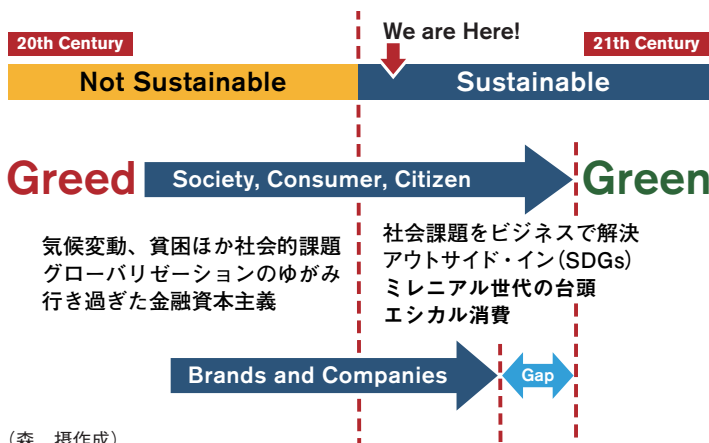 We are Here!
20th Century
21th Century
Not Sustainable
Sustainable
Greed
Society, Consumer, Citizen
Green
気候変動、貧困ほか社会的課題
グローバリゼーションのゆがみ
行き過ぎた金融資本主義
社会課題をビジネスで解決
アウトサイド・イン(SDGs)
ミレニアル世代の台頭
エシカル消費
Brands and Companies
Gap
(森 摂作成)